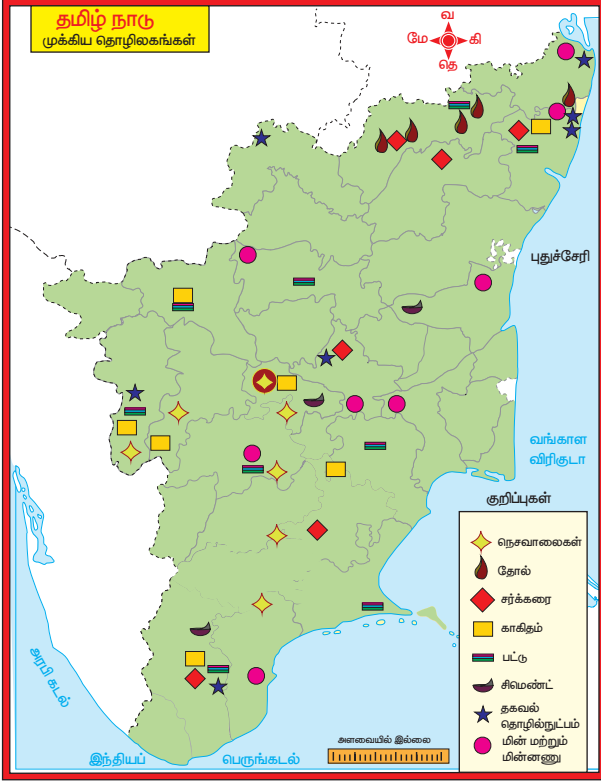 தமிழ் நாடு
முக்கிய தொழிலகங்கள்
வ
மே
கி
தெ
புதுச்சேரி
வங்காள
விரிகுடா
குறிப்புகள்
நெசவாலைகள்
தோல்
சர்க்கரை
காகிதம்
பட்டு
சிமெண்ட்
தகவல்
தொழில்நுட்பம்
மின் மற்றும்
மின்னணு
அரபி கடல்
அளவையில் இல்லை
இந்தியப் பெருங்கடல்